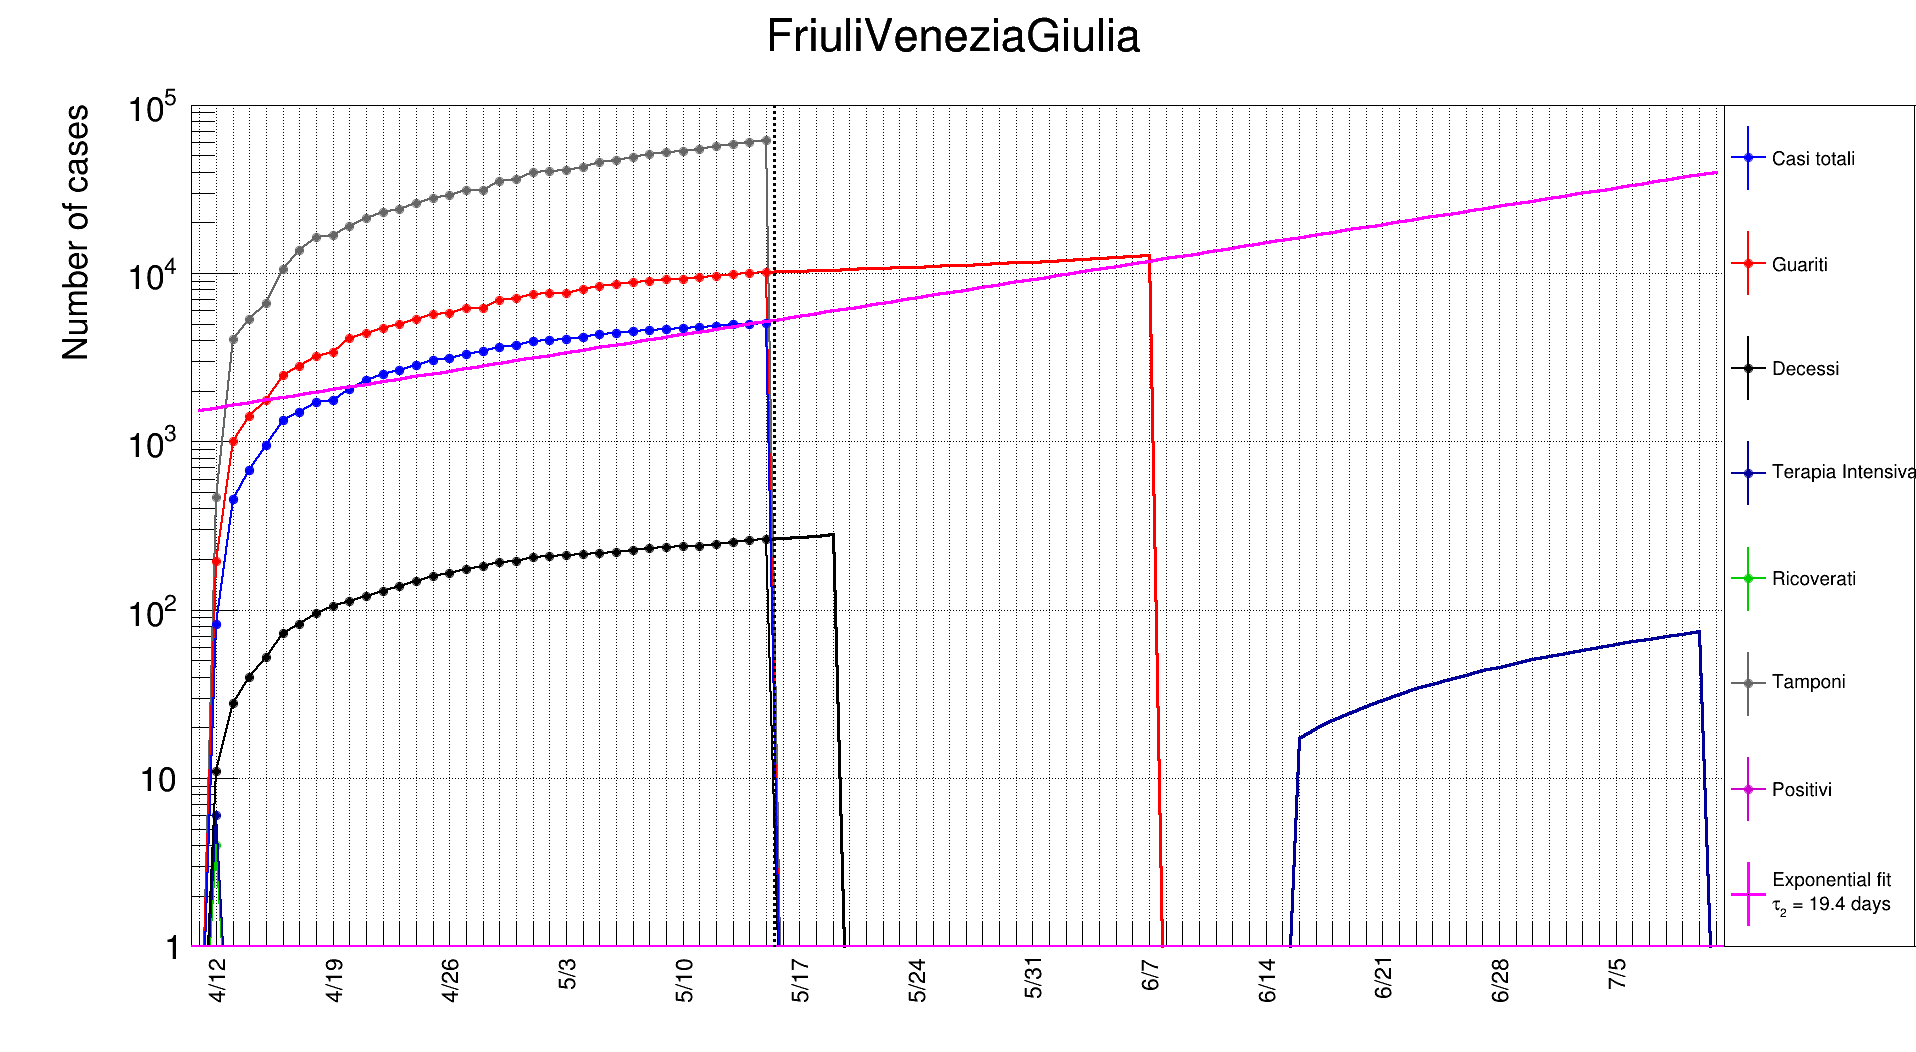 FriuliVeneziaGiulia
Number of cases
10^5
10^4
10^3
10^2
10
1
4/12
4/19
4/26
5/3
5/10
5/17
5/24
5/31
6/7
6/14
6/21
6/28
7/5
Casi totali
Guariti
Decessi
Terapia Intensiva
Ricoverati
Tamponi
Positivi
Exponential fit
τ₂ = 19.4 days